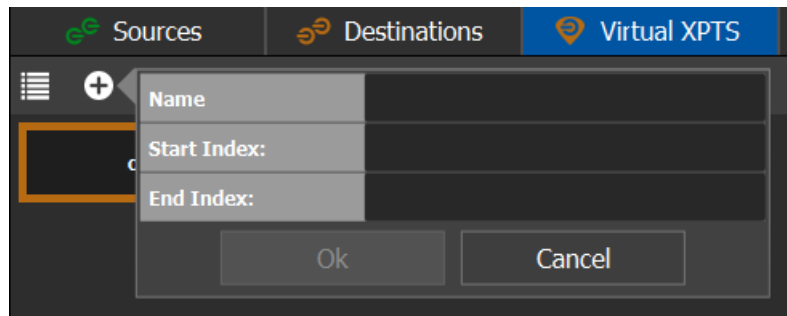 Sources Destinations Virtual XPTS
Name
Start Index:
End Index:
Ok Cancel